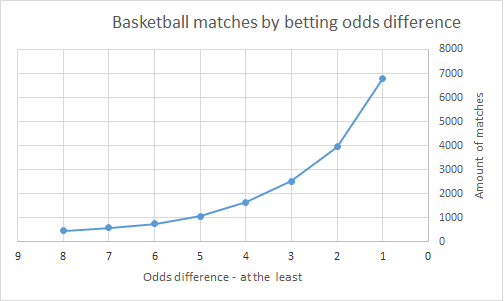 Basketball matches by betting odds difference
8000
7000
6000
5000
4000
3000
2000
1000
0
Amount of matches
9 8 7 6 5 4 3 2 1 0
Odds difference - at the least